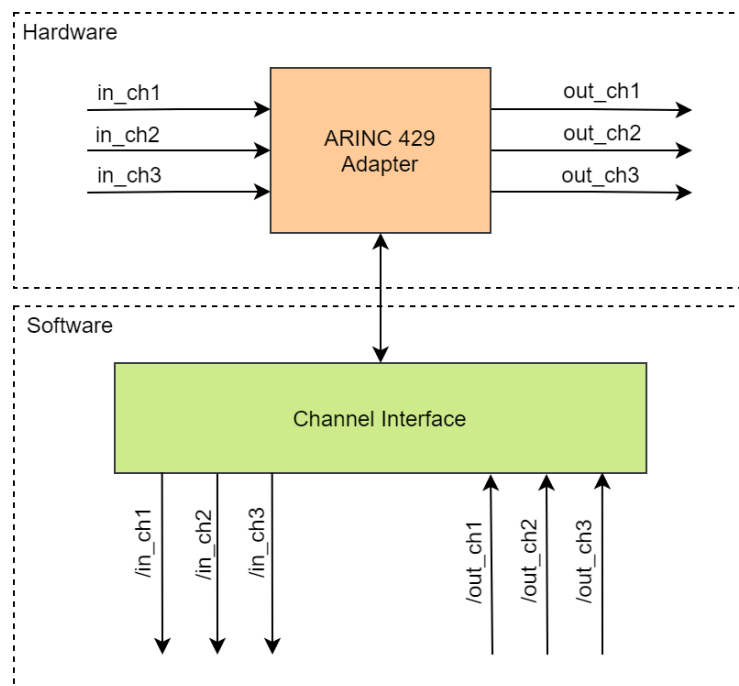 Hardware
in_ch1
in_ch2
in_ch3
ARINC 429
Adapter
out_ch1
out_ch2
out_ch3
Software
Channel Interface
/in_ch1
/in_ch2
/in_ch3
/out_ch1
/out_ch2
/out_ch3